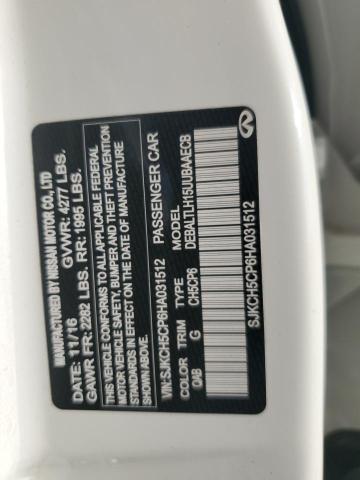 MANUFACTURED BY NISSAN MOTOR CO., LTD
DATE: 11/16 GVWR: 4277 LBS.
GAWR FR: 2282 LBS. RR: 1995 LBS.
THIS VEHICLE CONFORMS TO ALL APPLICABLE FEDERAL
MOTOR VEHICLE SAFETY, BUMPER AND THEFT PREVENTION
STANDARDS IN EFFECT ON THE DATE OF MANUFACTURE
SHOWN ABOVE.
VIN: SJKCH5CP6HA031512 PASSENGER CAR
COLOR TRIM TYPE MODEL
QAB G CH5CP6 DEBALTLH15UUBAAECB
SJKCH5CP6HA031512